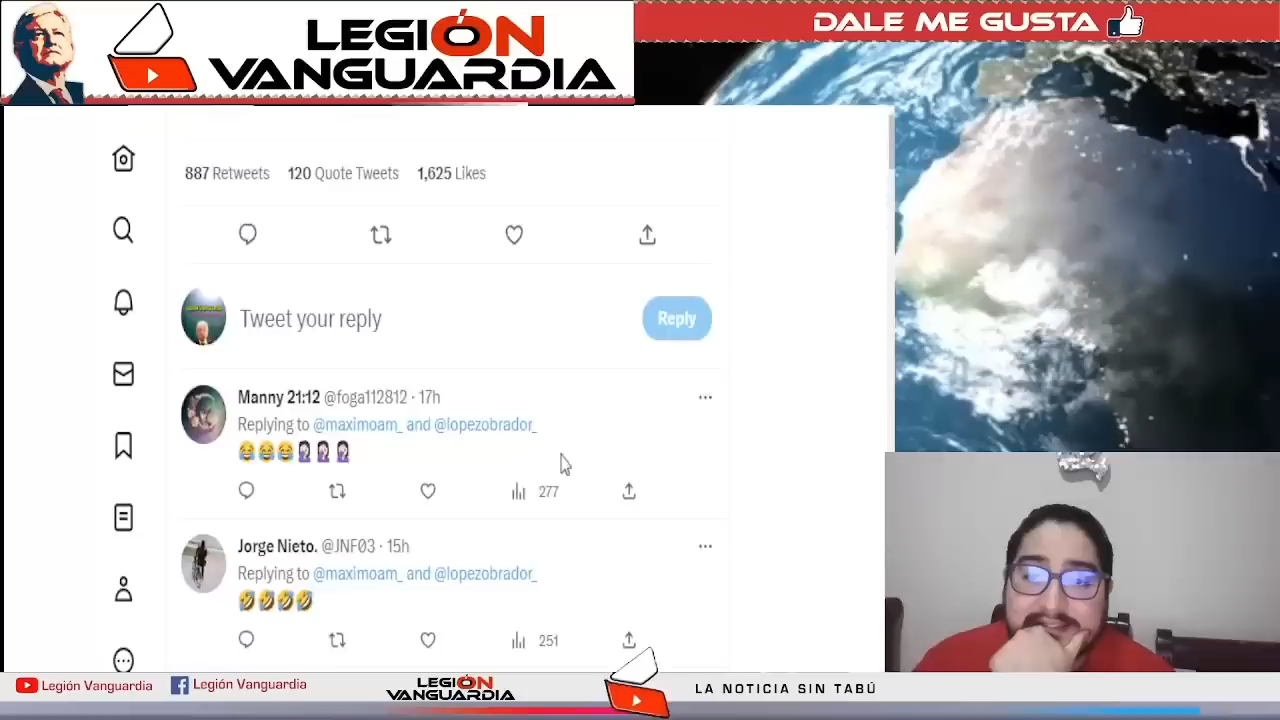 LEGIÓN
VANGUARDIA
DALE ME GUSTA
887 Retweets 120 Quote Tweets 1,625 Likes
Tweet your reply
Reply
Manny 21:12 @foga112812 · 17h
Replying to @maximoam_ and @lopezobrador_
😂😂😂🤦🏻‍♀️🤦🏻‍♀️🤦🏻‍♀️
277
Jorge Nieto. @JNF03 · 15h
Replying to @maximoam_ and @lopezobrador_
🤣🤣🤣🤣
251
Legión Vanguardia
Legión Vanguardia
LEGIÓN
VANGUARDIA
LA NOTICIA SIN TABÚ